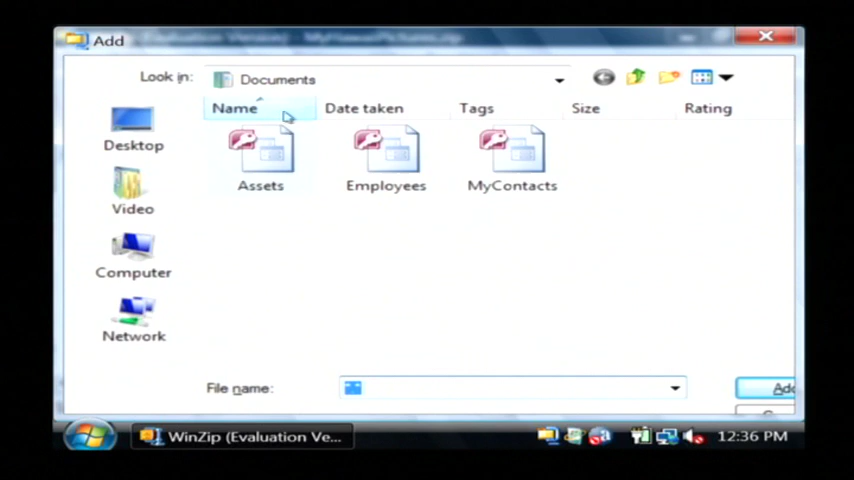 Add
Look in: Documents
Name Date taken Tags Size Rating
Desktop
Video
Computer
Network
Assets Employees MyContacts
File name: *.*
Add
WinZip (Evaluation Ve... 12:36 PM